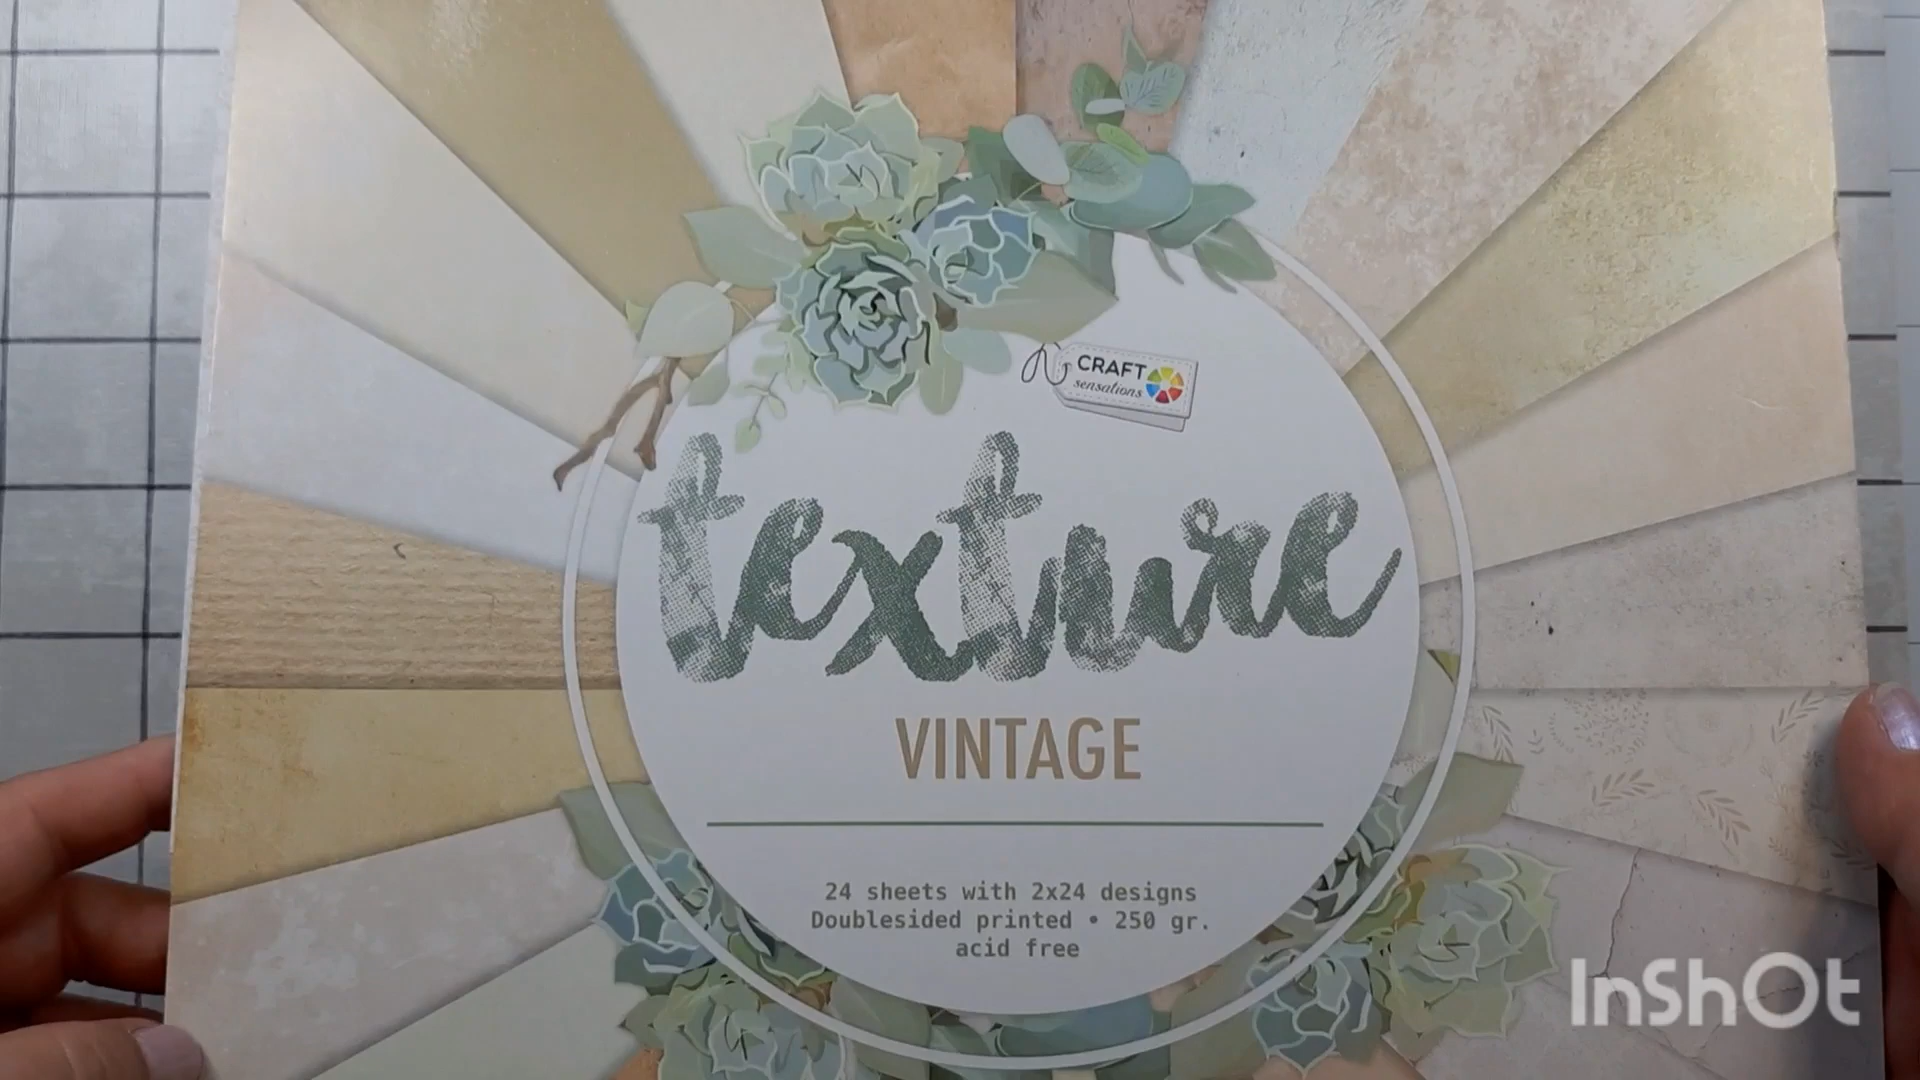 CRAFT
sensations
texture
VINTAGE
24 sheets with 2x24 designs
Doublesided printed • 250 gr.
acid free
InShOt